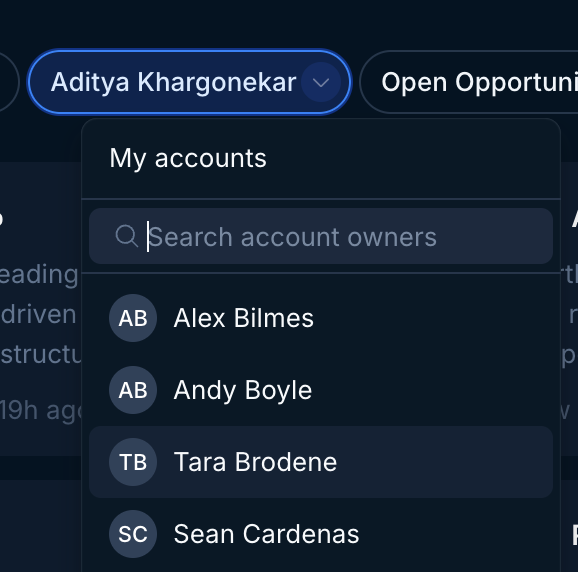 Aditya Khargonekar
Open Opportuni
My accounts
Search account owners
eading
driven
structu
19h ago
AB Alex Bilmes
AB Andy Boyle
TB Tara Brodene
SC Sean Cardenas